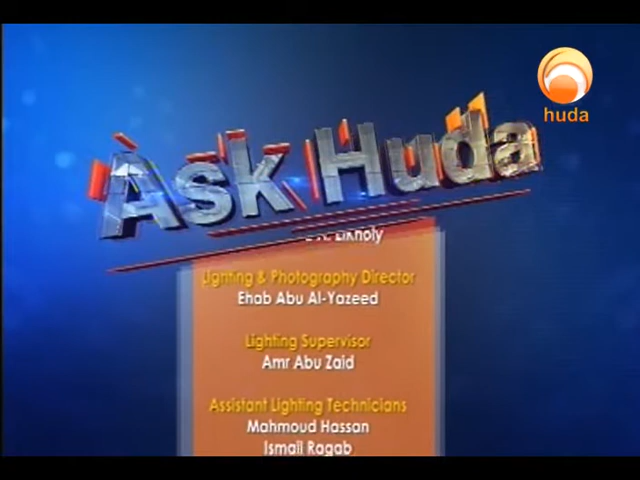 huda
Ask Huda
Elkholy
Lighting & Photography Director
Ehab Abu Al-Yazeed
Lighting Supervisor
Amr Abu Zaid
Assistant Lighting Technicians
Mahmoud Hassan
Ismail Ragab